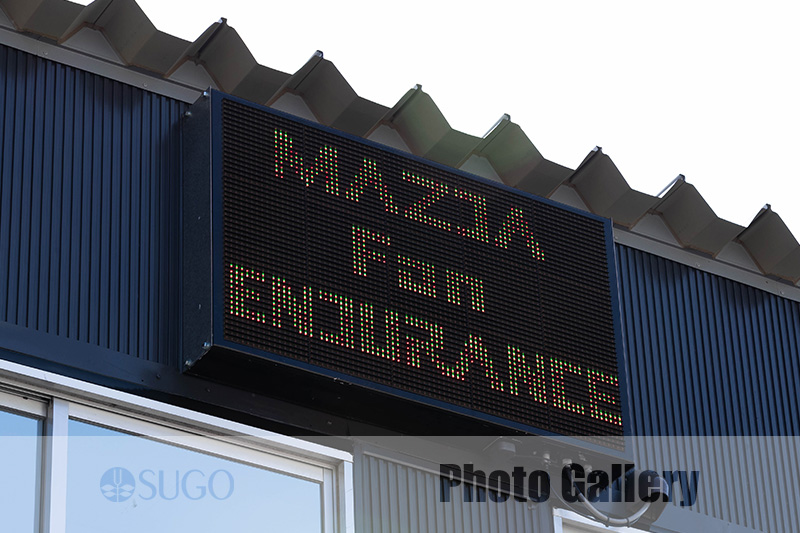 MAZDA
Fan
ENDURANCE
SUGO
Photo Gallery